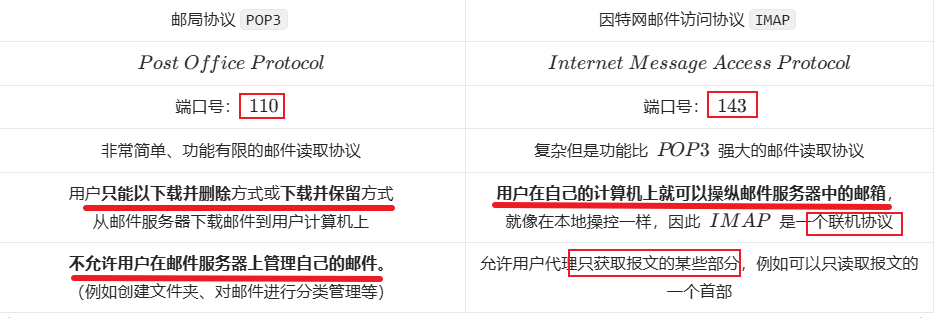 邮局协议 POP3
因特网邮件访问协议 IMAP
Post Office Protocol
Internet Message Access Protocol
端口号：110
端口号：143
非常简单、功能有限的邮件读取协议
复杂但是功能比 POP3 强大的邮件读取协议
用户只能以下载并删除方式或下载并保留方式
从邮件服务器下载邮件到用户计算机上
用户在自己的计算机上就可以操纵邮件服务器中的邮箱，
就像在本地操控一样，因此 IMAP 是一个联机协议
不允许用户在邮件服务器上管理自己的邮件。
（例如创建文件夹、对邮件进行分类管理等）
允许用户代理只获取报文的某些部分，例如可以只读取报文的
一个首部